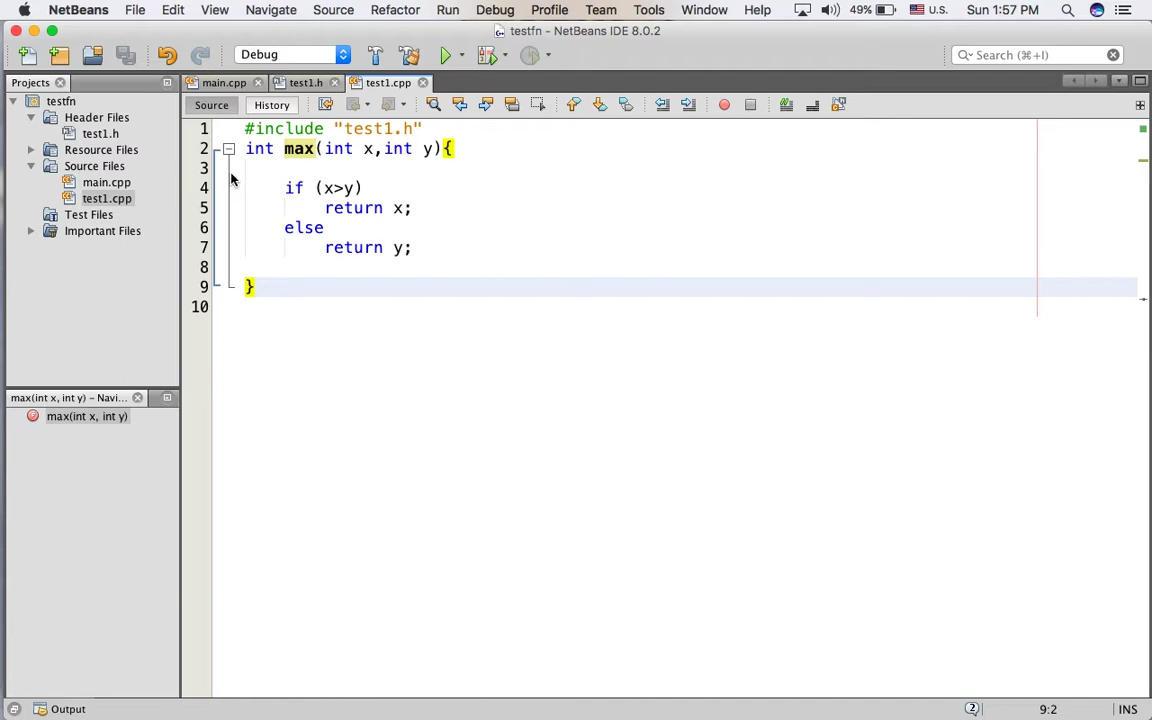 NetBeans File Edit View Navigate Source Refactor Run Debug Profile Team Tools Window Help 49% U.S. Sun 1:57 PM
testfn - NetBeans IDE 8.0.2
Debug
Search (⌘+I)
Projects
main.cpp
test1.h
test1.cpp
testfn
Header Files
test1.h
Resource Files
Source Files
main.cpp
test1.cpp
Test Files
Important Files
Source History
1 #include "test1.h"
2 int max(int x,int y){
3
4 if (x>y)
5 return x;
6 else
7 return y;
8
9 }
10
max(int x, int y) - Navi...
max(int x, int y)
Output
2
9:2
INS